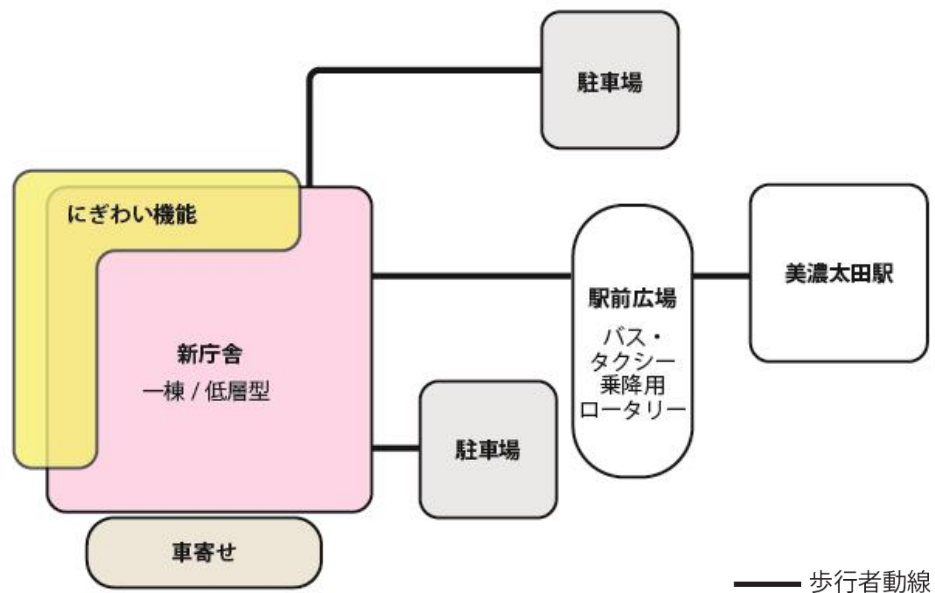 駐車場
にぎわい機能
美濃太田駅
駅前広場
バス・
タクシー
乗降用
ロータリー
新庁舎
一棟 / 低層型
駐車場
車寄せ
歩行者動線